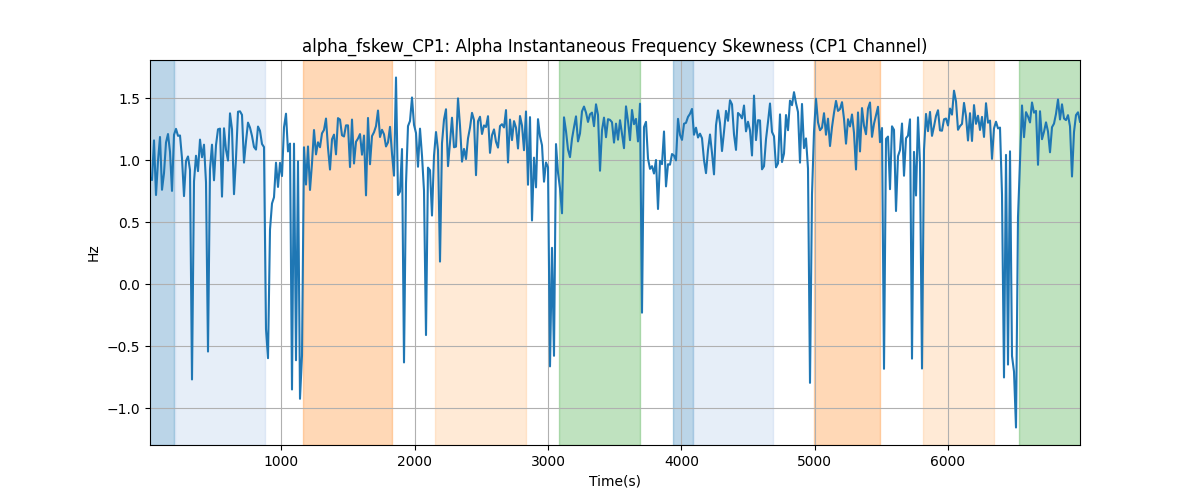 alpha_fskew_CP1: Alpha Instantaneous Frequency Skewness (CP1 Channel)
1.5
1.0
0.5
0.0
−0.5
−1.0
Hz
1000 2000 3000 4000 5000 6000
Time(s)